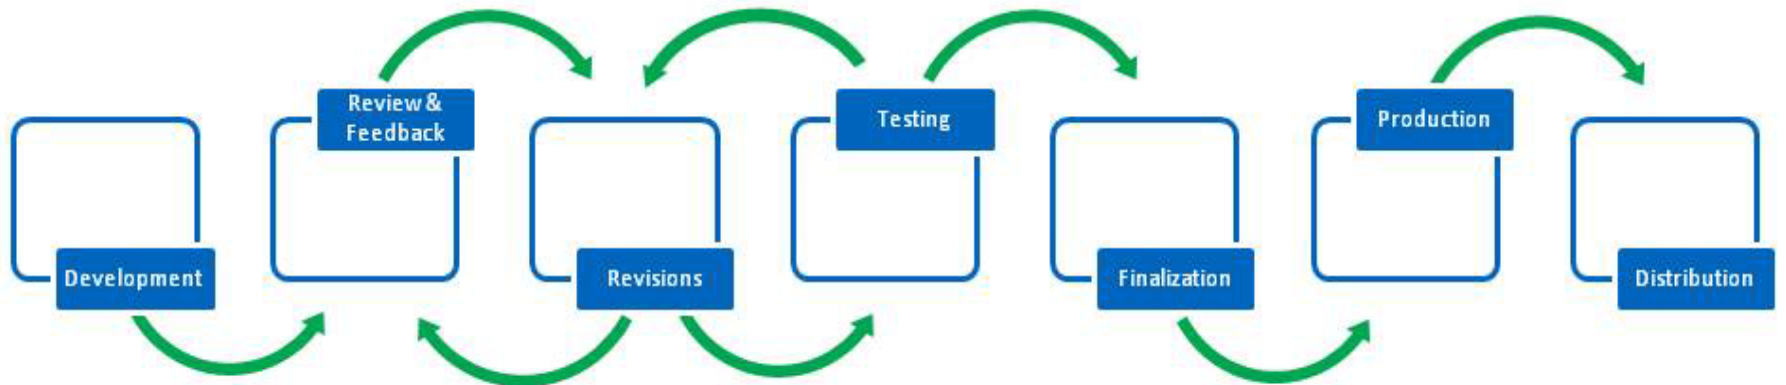 Development
Review &
Feedback
Revisions
Testing
Finalization
Production
Distribution